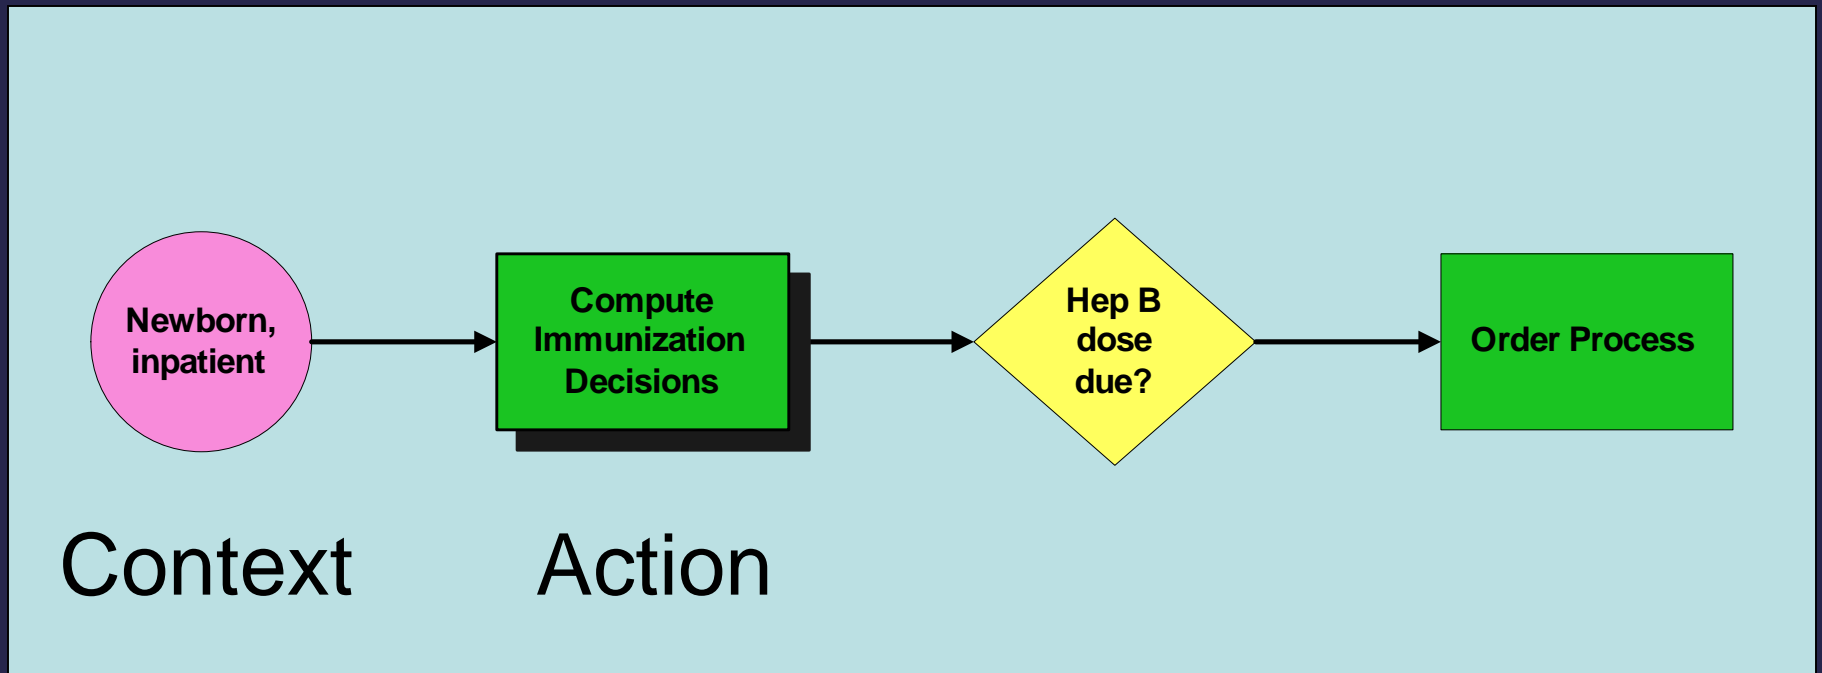 Newborn,
inpatient
Compute
Immunization
Decisions
Hep B
dose
due?
Order Process
Context
Action